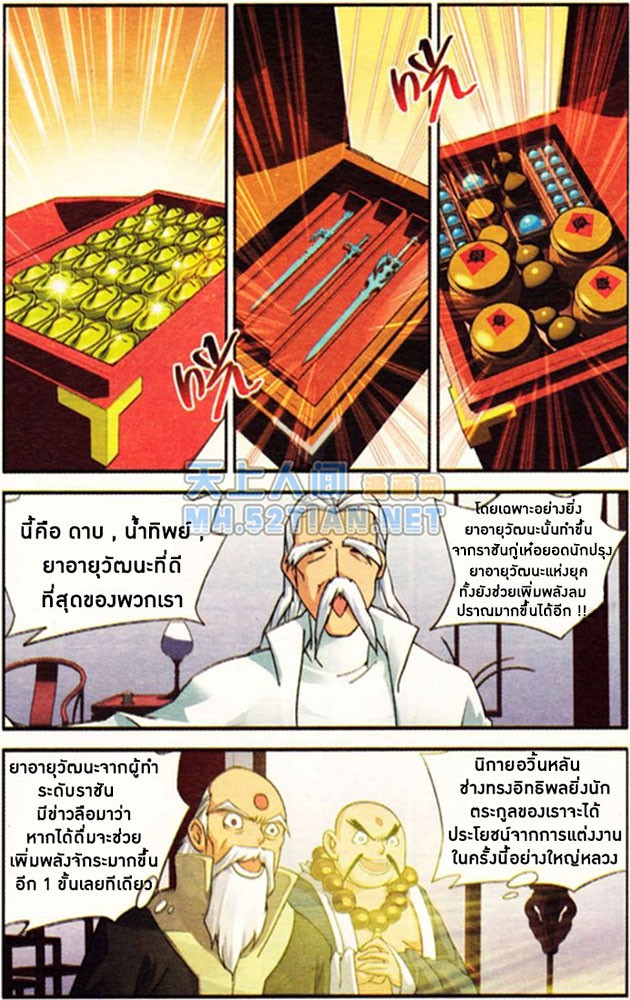 แว๊บ
แว๊บ
天上人间 漫画网
MH.52TIAN.NET
นี้คือ ดาบ , น้ำทิพย์ ,
ยาอายุวัฒนะที่ดี
ที่สุดของพวกเรา
โดยเฉพาะอย่างยิ่ง
ยาอายุวัฒนะนั้นทำขึ้น
จากราชันกู่เห๋อยอดนักปรุง
ยาอายุวัฒนะแห่งยุค
ทั้งยังช่วยเพิ่มพลังลม
ปราณมากขึ้นได้อีก !!
ยาอายุวัฒนะจากผู้ทำ
ระดับราชัน
มีข่าวลือมาว่า
หากได้ดื่มจะช่วย
เพิ่มพลังจักระมากขึ้น
อีก 1 ขั้นเลยทีเดียว
นิกายอวิ้นหลัน
ช่างทรงอิทธิพลยิ่งนัก
ตระกูลของเราจะได้
ประโยชน์จากการแต่งงาน
ในครั้งนี้อย่างใหญ่หลวง